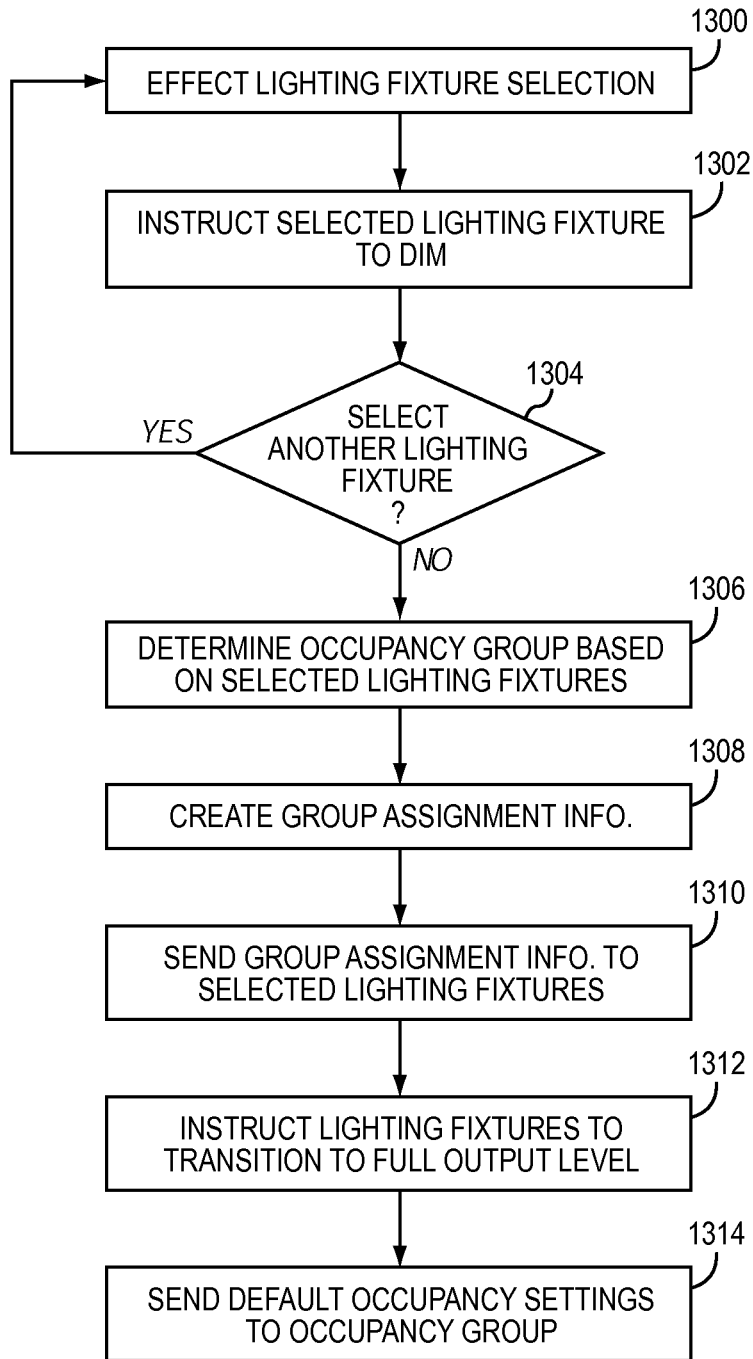 1300
EFFECT LIGHTING FIXTURE SELECTION
1302
INSTRUCT SELECTED LIGHTING FIXTURE
TO DIM
1304
SELECT
ANOTHER LIGHTING
FIXTURE
?
YES
NO
1306
DETERMINE OCCUPANCY GROUP BASED
ON SELECTED LIGHTING FIXTURES
1308
CREATE GROUP ASSIGNMENT INFO.
1310
SEND GROUP ASSIGNMENT INFO. TO
SELECTED LIGHTING FIXTURES
1312
INSTRUCT LIGHTING FIXTURES TO
TRANSITION TO FULL OUTPUT LEVEL
1314
SEND DEFAULT OCCUPANCY SETTINGS
TO OCCUPANCY GROUP